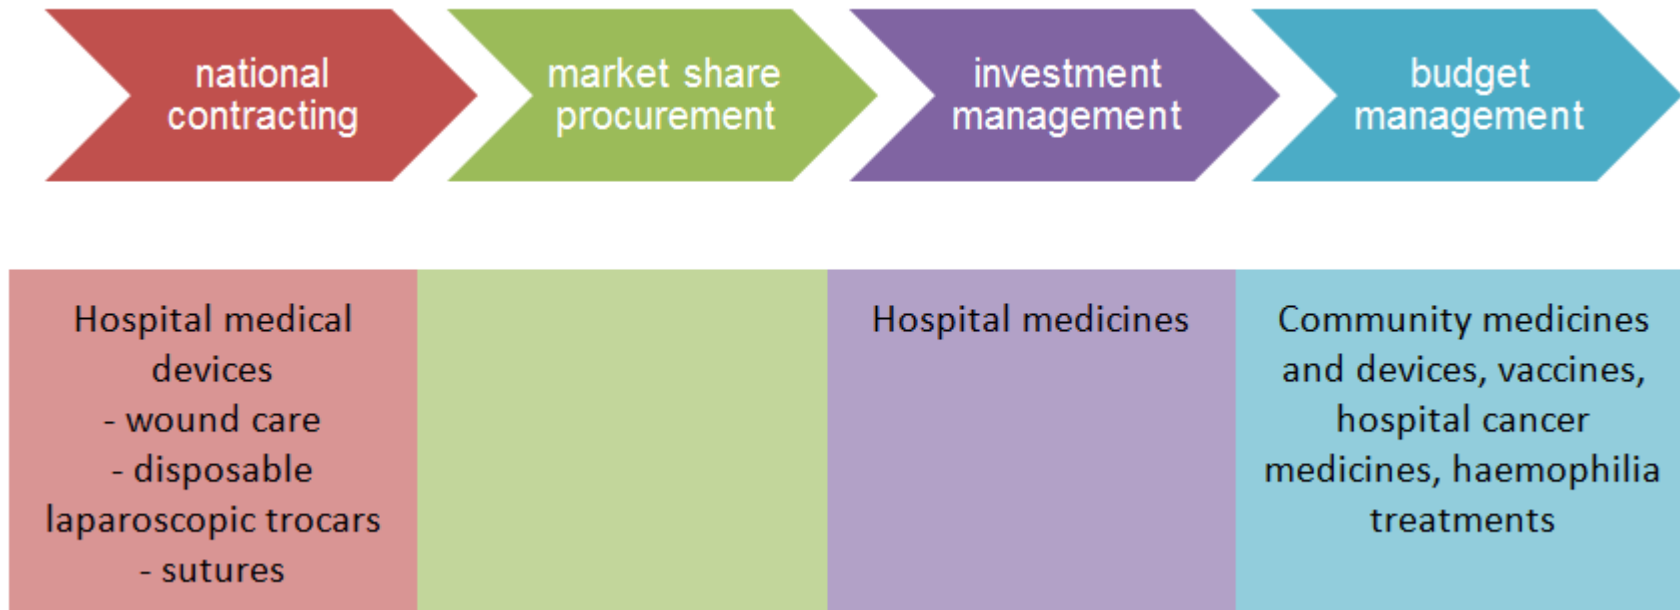 national
contracting
market share
procurement
investment
management
budget
management
Hospital medical
devices
- wound care
- disposable
laparoscopic trocars
- sutures
Hospital medicines
Community medicines
and devices, vaccines,
hospital cancer
medicines, haemophilia
treatments